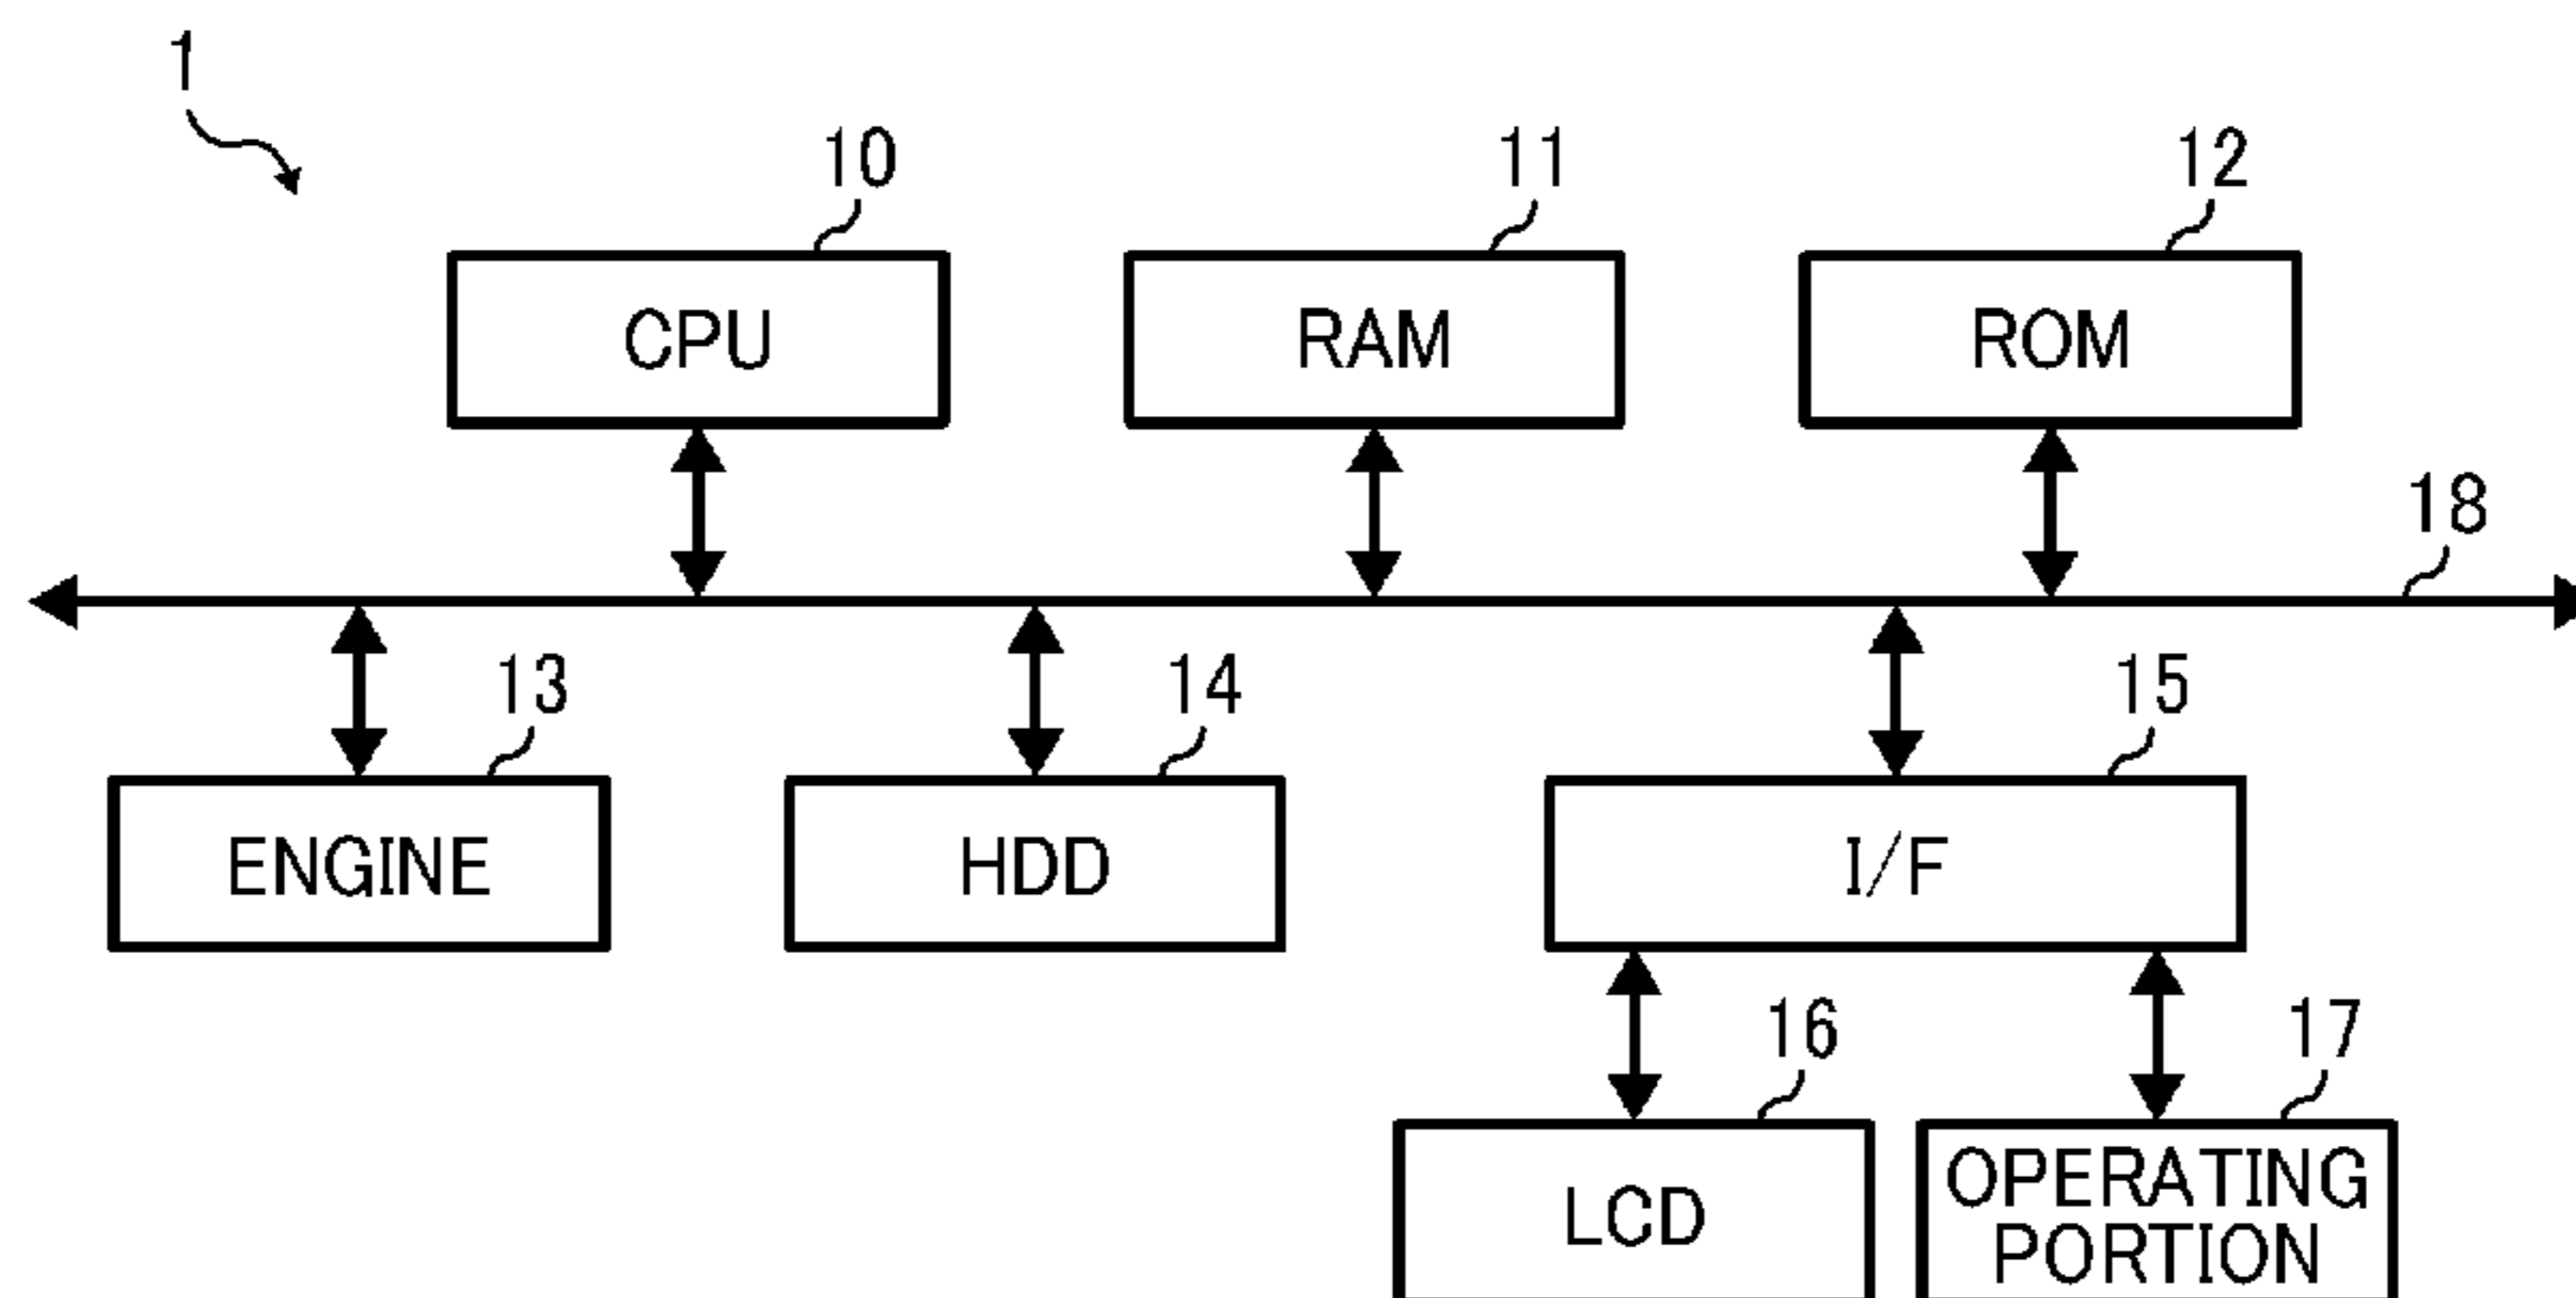 1
10
11
12
CPU
RAM
ROM
18
13
14
15
ENGINE
HDD
I/F
16
17
LCD
OPERATING
PORTION